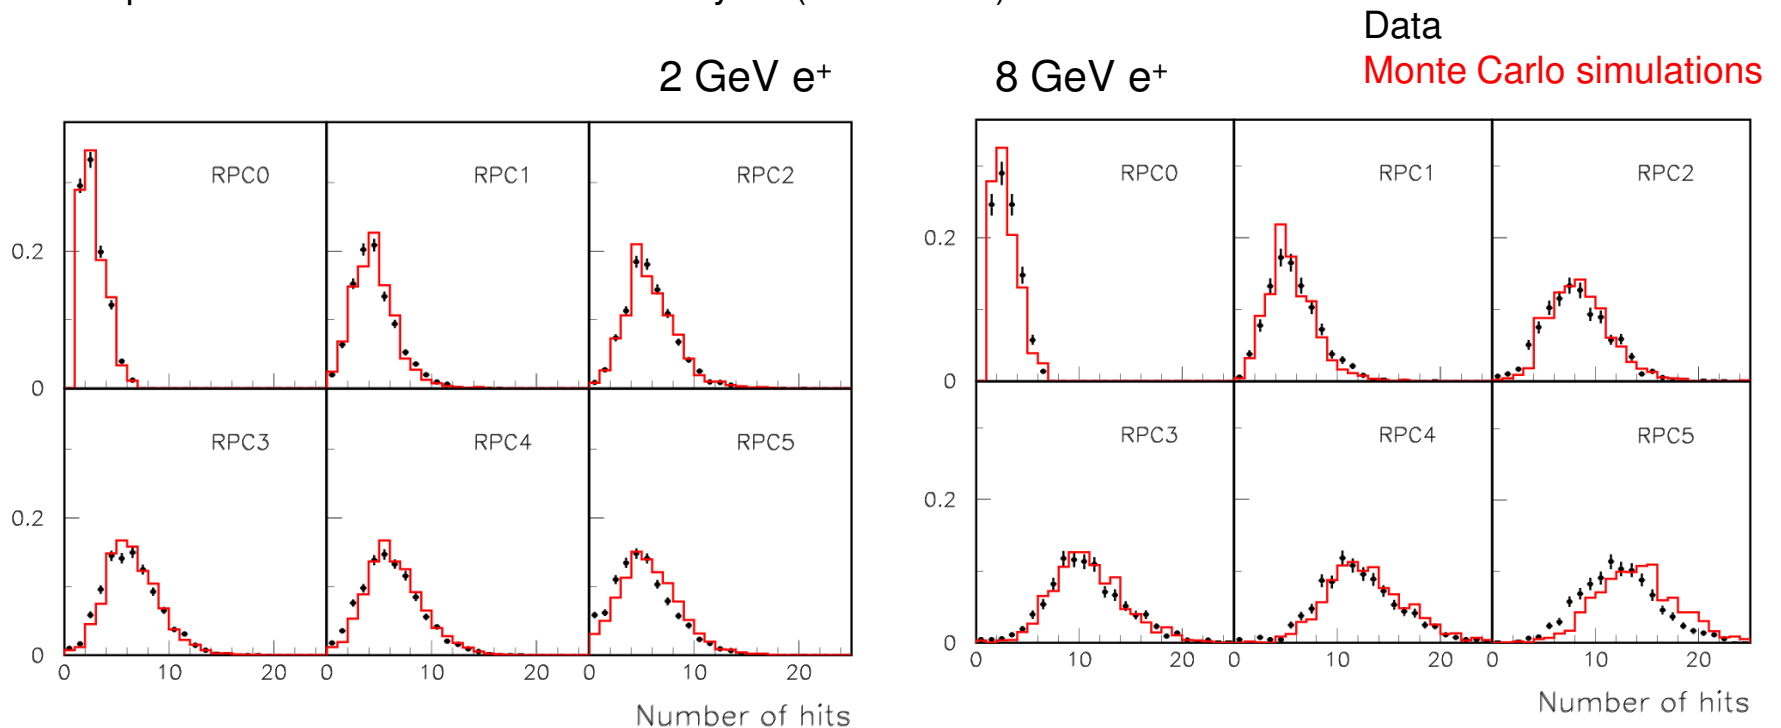 Data
2 GeV e⁺ 8 GeV e⁺ Monte Carlo simulations
RPC0 RPC1 RPC2 RPC0 RPC1 RPC2
0.2 0.2
0 0
RPC3 RPC4 RPC5 RPC3 RPC4 RPC5
0.2 0.2
0 0
0 10 20 0 10 20 0 10 20 0 10 20 0 10 20 0 10 20
Number of hits Number of hits